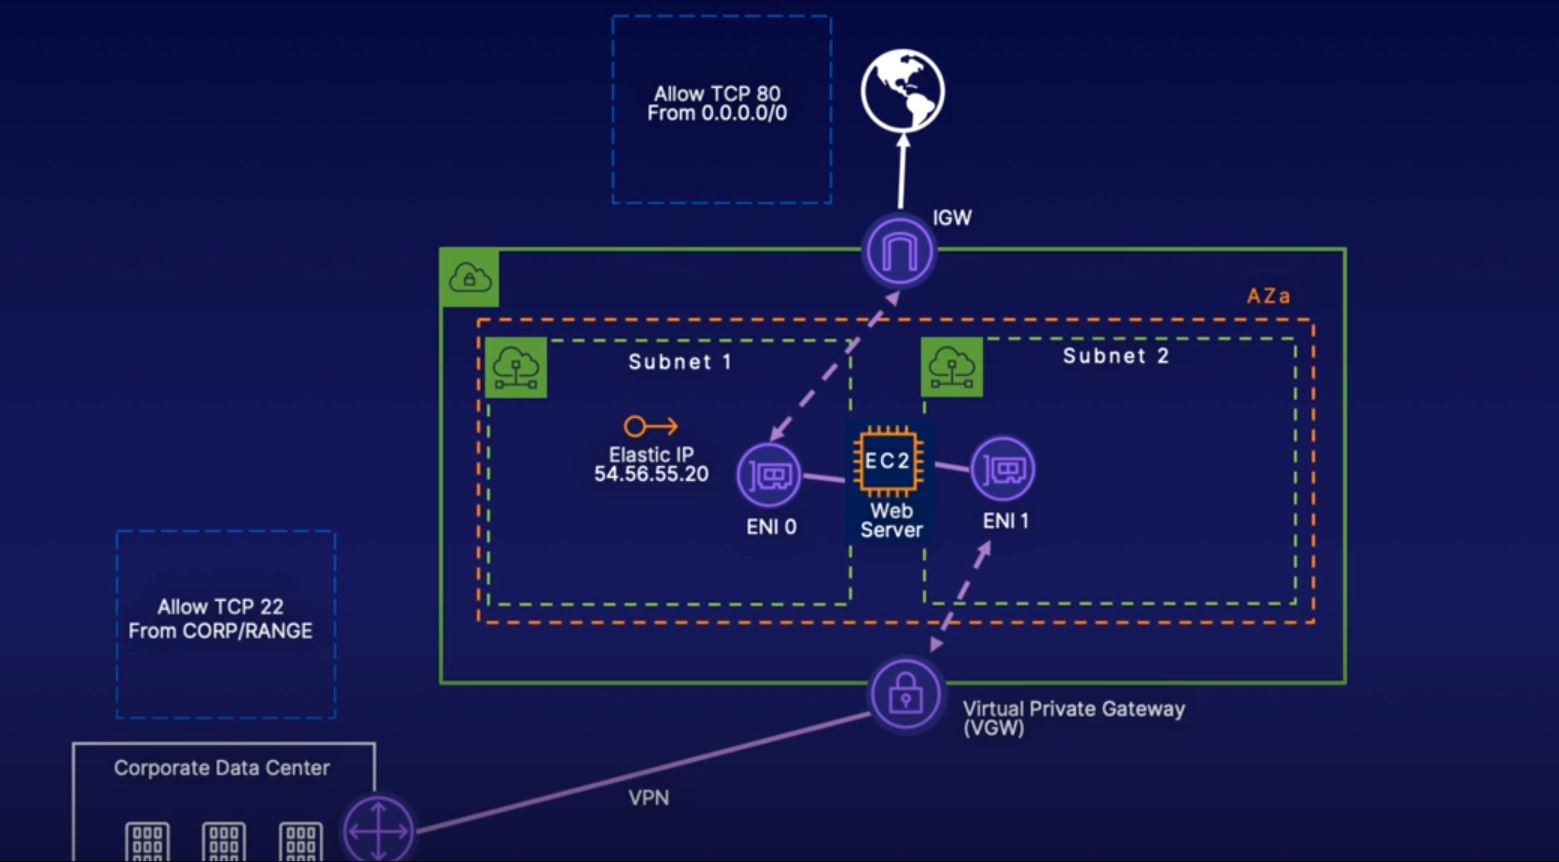 Allow TCP 80
From 0.0.0.0/0
IGW
AZa
Subnet 1
Subnet 2
Elastic IP
54.56.55.20
ENI 0
EC2
Web
Server
ENI 1
Allow TCP 22
From CORP/RANGE
Virtual Private Gateway
(VGW)
Corporate Data Center
VPN